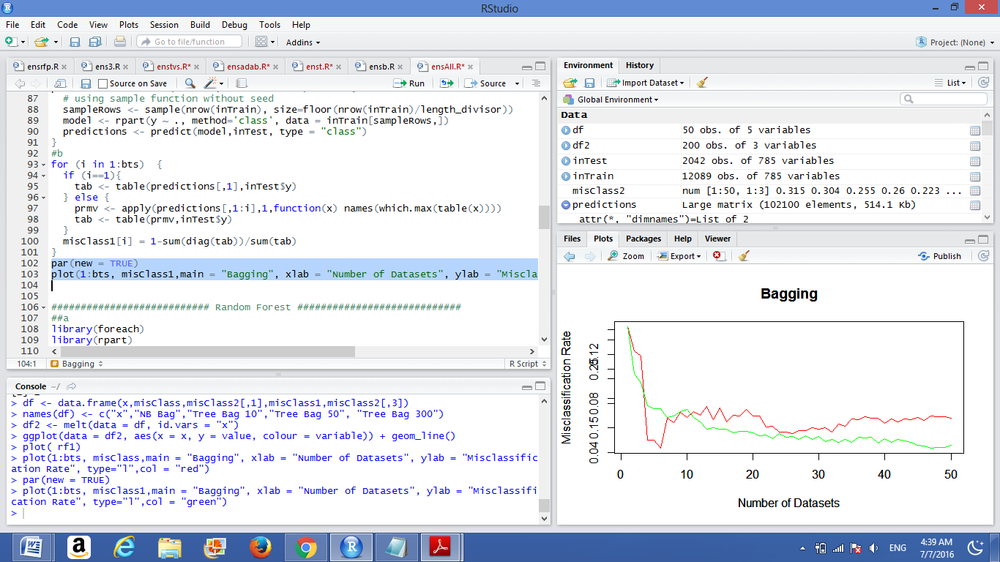 RStudio
File Edit Code View Plots Session Build Debug Tools Help
Go to file/function Addins Project: (None)
ensrfp.R ens3.R enstvs.R* ensadab.R* enst.R* ensb.R ensAll.R*
Source on Save Run Source
87 # using sample function without seed
88 sampleRows <- sample(nrow(inTrain), size=floor(nrow(inTrain)/length_divisor))
89 model <- rpart(y ~ ., method='class', data = inTrain[sampleRows,])
90 predictions <- predict(model,inTest, type = "class")
91 }
92 #b
93 for (i in 1:bts) {
94 if (i==1){
95 tab <- table(predictions[,1],inTest$y)
96 } else {
97 prmv <- apply(predictions[,1:i],1,function(x) names(which.max(table(x))))
98 tab <- table(prmv,inTest$y)
99 }
100 misClass1[i] = 1-sum(diag(tab))/sum(tab)
101 }
102 par(new = TRUE)
103 plot(1:bts, misClass1,main = "Bagging", xlab = "Number of Datasets", ylab = "Miscla
104
105
106 ########################### Random Forest ############################
107 ##a
108 library(foreach)
109 library(rpart)
110
104:1 Bagging R Script
Console ~/
> df <- data.frame(x,misClass,misClass2[,1],misClass1,misClass2[,3])
> names(df) <- c("x","NB Bag","Tree Bag 10","Tree Bag 50", "Tree Bag 300")
> df2 <- melt(data = df, id.vars = "x")
> ggplot(data = df2, aes(x = x, y = value, colour = variable)) + geom_line()
> plot( rf1)
> plot(1:bts, misClass,main = "Bagging", xlab = "Number of Datasets", ylab = "Misclassific
ation Rate", type="l",col = "red")
> par(new = TRUE)
> plot(1:bts, misClass1,main = "Bagging", xlab = "Number of Datasets", ylab = "Misclassifi
cation Rate", type="l",col = "green")
>
Environment History
Import Dataset List
Global Environment
Data
df 50 obs. of 5 variables
df2 200 obs. of 3 variables
inTest 2042 obs. of 785 variables
inTrain 12089 obs. of 785 variables
misclass2 num [1:50, 1:3] 0.315 0.304 0.255 0.26 0.223 ...
predictions Large matrix (102100 elements, 514.1 Kb)
attr(*, "dimnames")=List of 2
Files Plots Packages Help Viewer
Zoom Export Publish
Bagging
Misclassification Rate
0.04 0.08
0.15
0 10 20 30 40 50
Number of Datasets
ENG
4:39 AM
7/7/2016